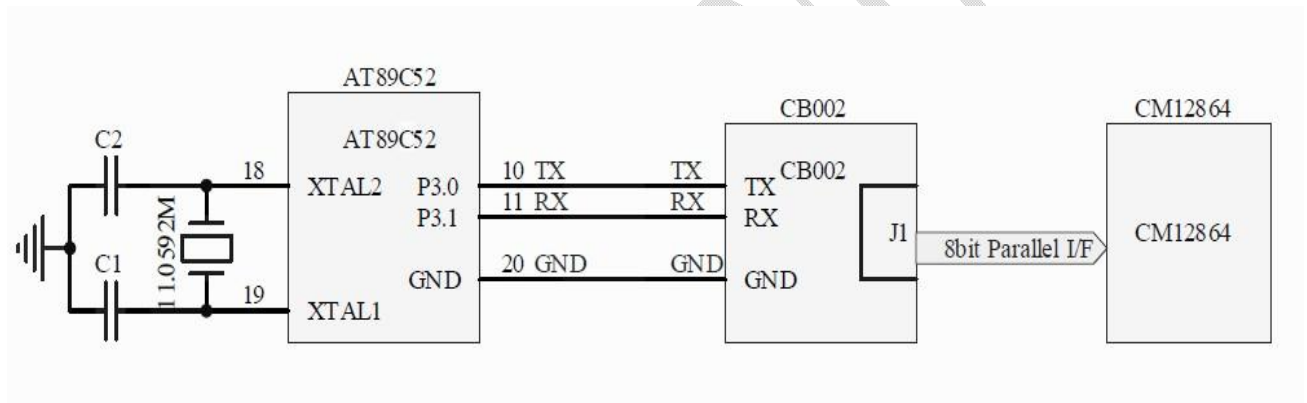 AT89C52
CB002
CM12864
C2
AT89C52
18
XTAL2
P3.0
10 TX
TX
TX
CB002
P3.1
11 RX
RX
RX
11.0592M
J1
8bit Parallel I/F
CM12864
C1
GND
20 GND
GND
GND
19
XTAL1